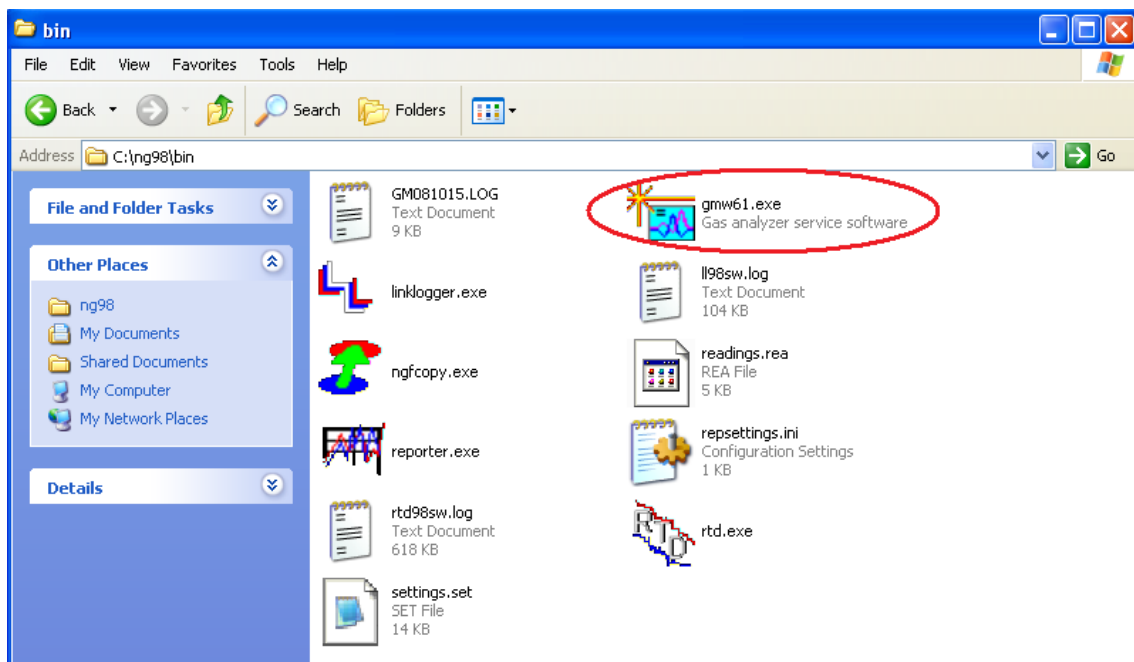 bin
File Edit View Favorites Tools Help
Back Search Folders
Address C:\ng98\bin Go
File and Folder Tasks
Other Places
ng98
My Documents
Shared Documents
My Computer
My Network Places
Details
GM081015.LOG
Text Document
9 KB
gmw61.exe
Gas analyzer service software
linklogger.exe
ll98sw.log
Text Document
104 KB
ngfcopy.exe
readings.rea
REA File
5 KB
reporter.exe
repsettings.ini
Configuration Settings
1 KB
rtd98sw.log
Text Document
618 KB
RTD
rtd.exe
settings.set
SET File
14 KB